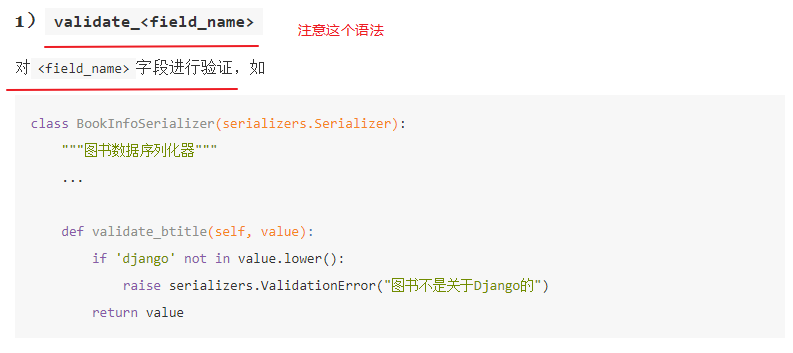 1) validate_<field_name>
注意这个语法
对 <field_name> 字段进行验证，如
class BookInfoSerializer(serializers.Serializer):
"""图书数据序列化器"""
...
def validate_btitle(self, value):
if 'django' not in value.lower():
raise serializers.ValidationError("图书不是关于Django的")
return value